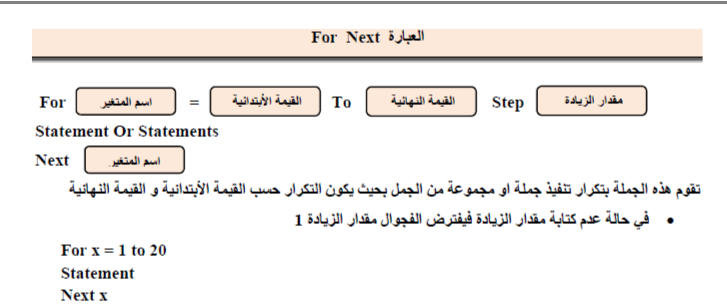 العبارة For Next
For اسم المتغير = القيمة الأبتدائية To القيمة النهائية Step مقدار الزيادة
Statement Or Statements
Next اسم المتغير
تقوم هذه الجملة بتكرار تنفيذ جملة او مجموعة من الجمل بحيث يكون التكرار حسب القيمة الأبتدائية و القيمة النهائية
• في حالة عدم كتابة مقدار الزيادة فيفترض الفجوال مقدار الزيادة 1
For x = 1 to 20
Statement
Next x